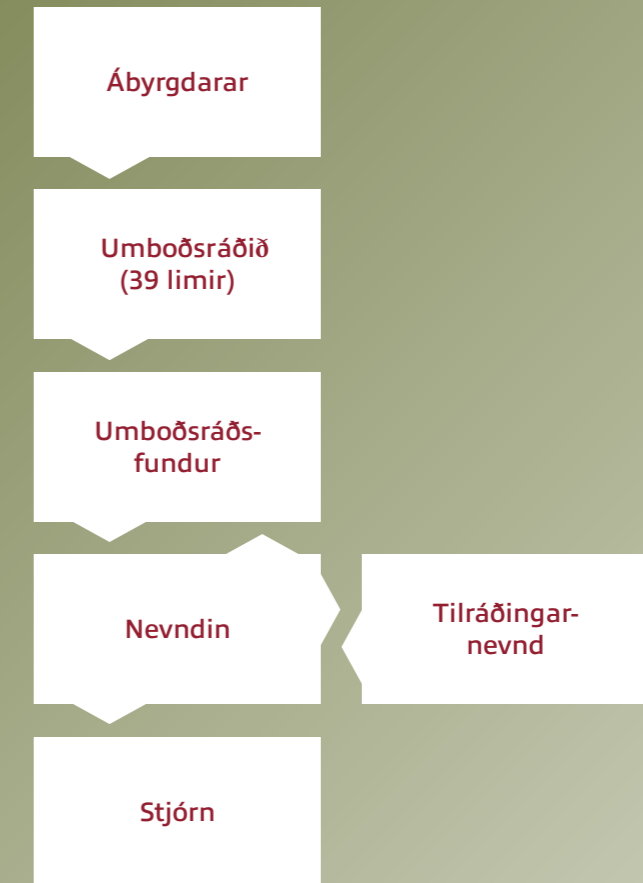 Ábyrgdarar
Umboðsráðið
(39 limir)
Umboðsráðs-
fundur
Nevndin
Tilráðingar-
nevnd
Stjórn